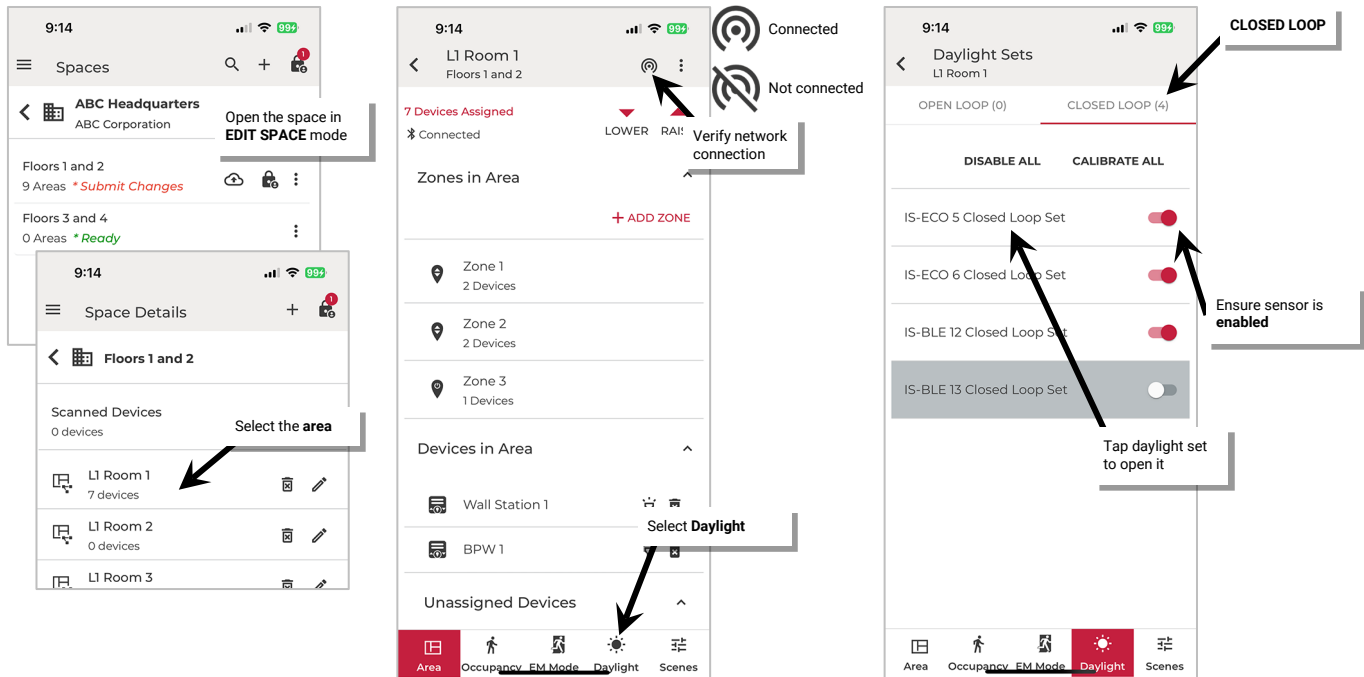 9:14
99+
Spaces
1
ABC Headquarters
ABC Corporation
Open the space in
EDIT SPACE mode
Floors 1 and 2
9 Areas * Submit Changes
Floors 3 and 4
0 Areas * Ready
9:14
99+
Space Details
1
Floors 1 and 2
Scanned Devices
0 devices
Select the area
L1 Room 1
7 devices
L1 Room 2
0 devices
L1 Room 3
9:14
99+
L1 Room 1
Floors 1 and 2
Connected
Not connected
7 Devices Assigned
Connected
LOWER
Verify network
connection
Zones in Area
+ ADD ZONE
Zone 1
2 Devices
Zone 2
2 Devices
Zone 3
1 Devices
Devices in Area
Wall Station 1
Select Daylight
BPW 1
Unassigned Devices
Area Occupancy EM Mode Daylight Scenes
9:14
99+
CLOSED LOOP
Daylight Sets
L1 Room 1
OPEN LOOP (0) CLOSED LOOP (4)
DISABLE ALL CALIBRATE ALL
IS-ECO 5 Closed Loop Set
IS-ECO 6 Closed Loop Set
Ensure sensor is
enabled
IS-BLE 12 Closed Loop Set
IS-BLE 13 Closed Loop Set
Tap daylight set
to open it
Area Occupancy EM Mode Daylight Scenes